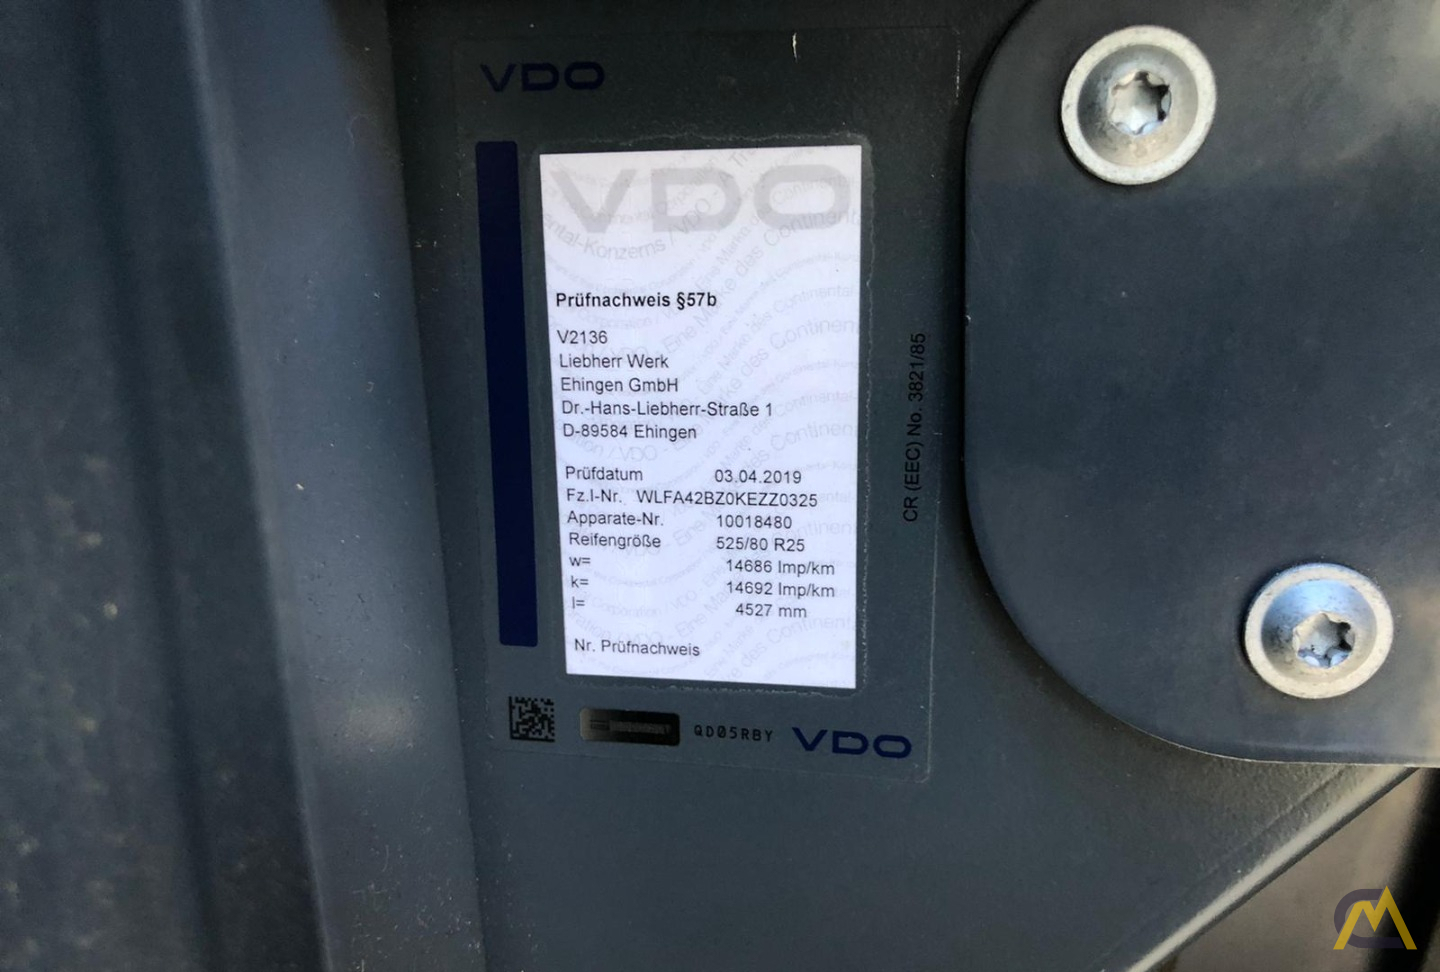 VDO
VDO
Prüfnachweis §57b
V2136
Liebherr Werk
Ehingen GmbH
Dr.-Hans-Liebherr-Straße 1
D-89584 Ehingen
Prüfdatum 03.04.2019
Fz.I-Nr. WLFA42BZ0KEZZ0325
Apparate-Nr. 10018480
Reifengröße 525/80 R25
w= 14686 Imp/km
k= 14692 Imp/km
l= 4527 mm
Nr. Prüfnachweis
CR (EEC) No. 3821/85
QD05RBY VDO